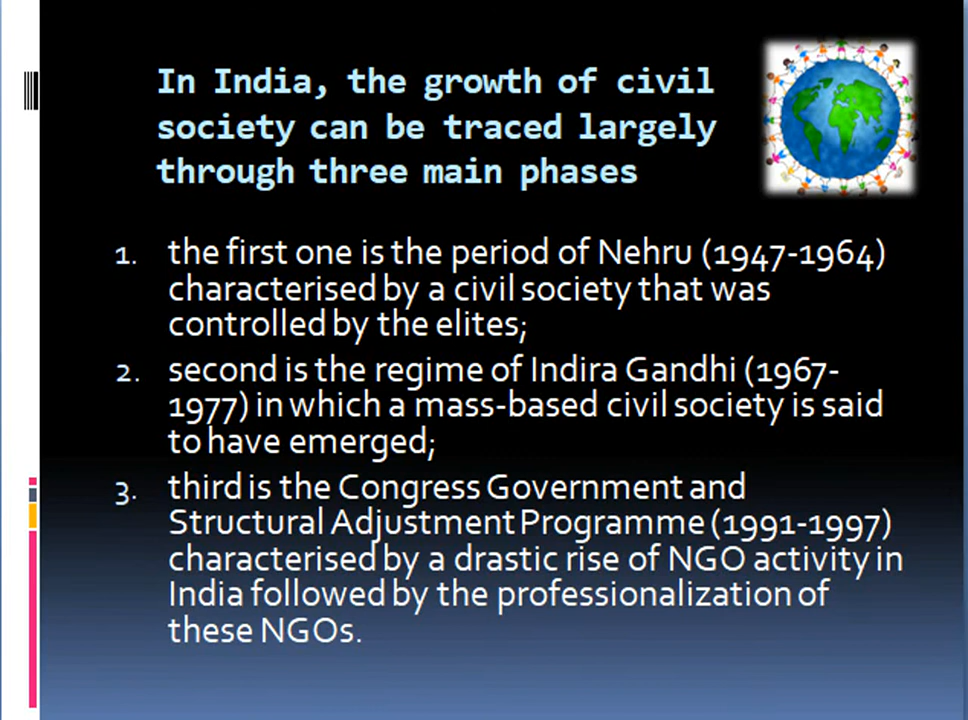 In India, the growth of civil
society can be traced largely
through three main phases
1. the first one is the period of Nehru (1947-1964)
characterised by a civil society that was
controlled by the elites;
2. second is the regime of Indira Gandhi (1967-
1977) in which a mass-based civil society is said
to have emerged;
3. third is the Congress Government and
Structural Adjustment Programme (1991-1997)
characterised by a drastic rise of NGO activity in
India followed by the professionalization of
these NGOs.